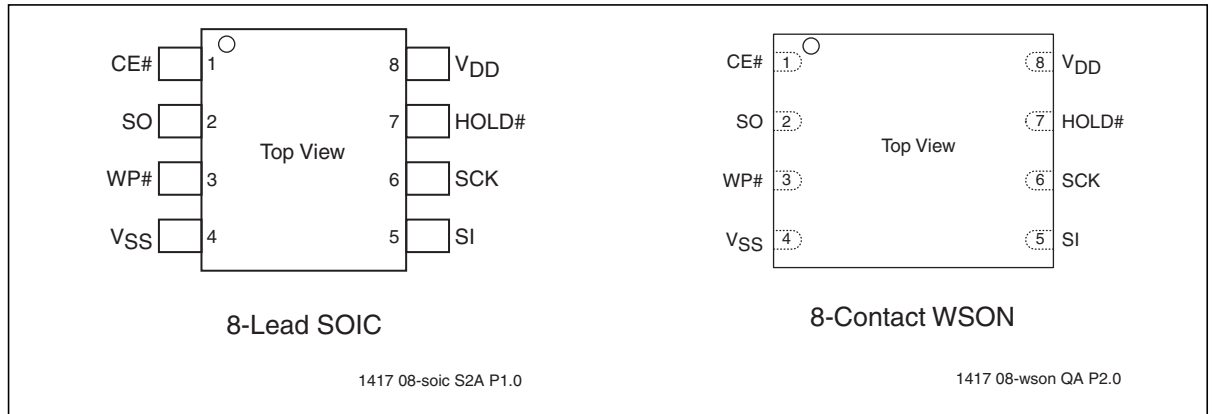 CE# 1 8 VDD
SO 2 7 HOLD#
Top View
WP# 3 6 SCK
VSS 4 5 SI
8-Lead SOIC
1417 08-soic S2A P1.0
CE# 1 8 VDD
SO 2 7 HOLD#
Top View
WP# 3 6 SCK
VSS 4 5 SI
8-Contact WSON
1417 08-wson QA P2.0